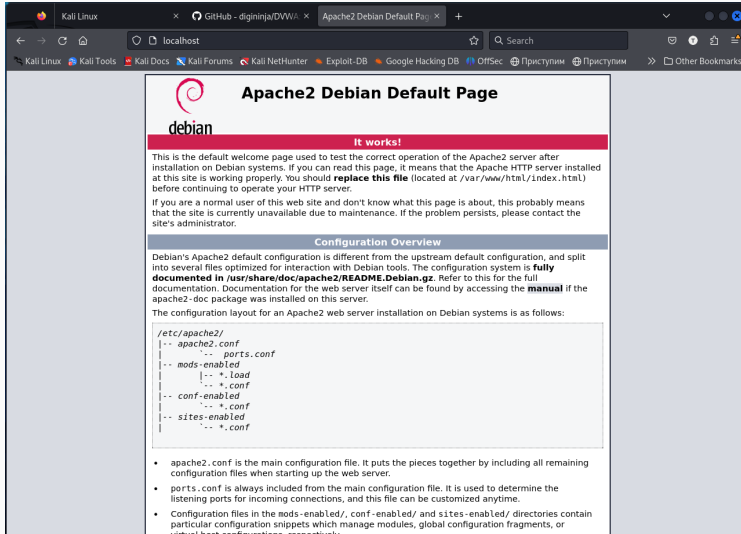 Kali Linux
GitHub - digininja/DVWA
Apache2 Debian Default Pag
localhost
Search
Kali Linux
Kali Tools
Kali Docs
Kali Forums
Kali NetHunter
Exploit-DB
Google Hacking DB
OffSec
Приступим
Приступим
Other Bookmarks
Apache2 Debian Default Page
debian
It works!
This is the default welcome page used to test the correct operation of the Apache2 server after
installation on Debian systems. If you can read this page, it means that the Apache HTTP server installed
at this site is working properly. You should replace this file (located at /var/www/html/index.html)
before continuing to operate your HTTP server.
If you are a normal user of this web site and don't know what this page is about, this probably means
that the site is currently unavailable due to maintenance. If the problem persists, please contact the
site's administrator.
Configuration Overview
Debian's Apache2 default configuration is different from the upstream default configuration, and split
into several files optimized for interaction with Debian tools. The configuration system is fully
documented in /usr/share/doc/apache2/README.Debian.gz. Refer to this for the full
documentation. Documentation for the web server itself can be found by accessing the manual if the
apache2-doc package was installed on this server.
The configuration layout for an Apache2 web server installation on Debian systems is as follows:
/etc/apache2/
|-- apache2.conf
|       `--  ports.conf
|-- mods-enabled
|       |-- *.load
|       `-- *.conf
|-- conf-enabled
|       `-- *.conf
|-- sites-enabled
|       `-- *.conf
• apache2.conf is the main configuration file. It puts the pieces together by including all remaining
configuration files when starting up the web server.
• ports.conf is always included from the main configuration file. It is used to determine the
listening ports for incoming connections, and this file can be customized anytime.
• Configuration files in the mods-enabled/, conf-enabled/ and sites-enabled/ directories contain
particular configuration snippets which manage modules, global configuration fragments, or
virtual host configurations, respectively.